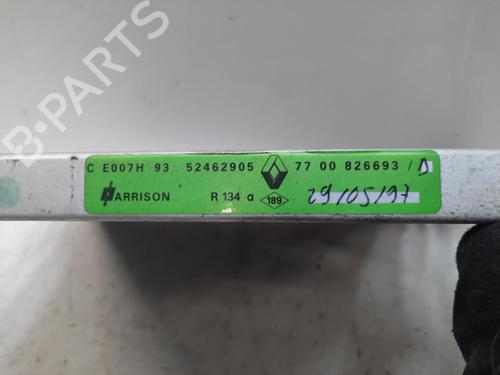 B-PARTS
C E007H 93 52462905 77 00 826693 / D
HARRISON R 134 a 189 29/05/97